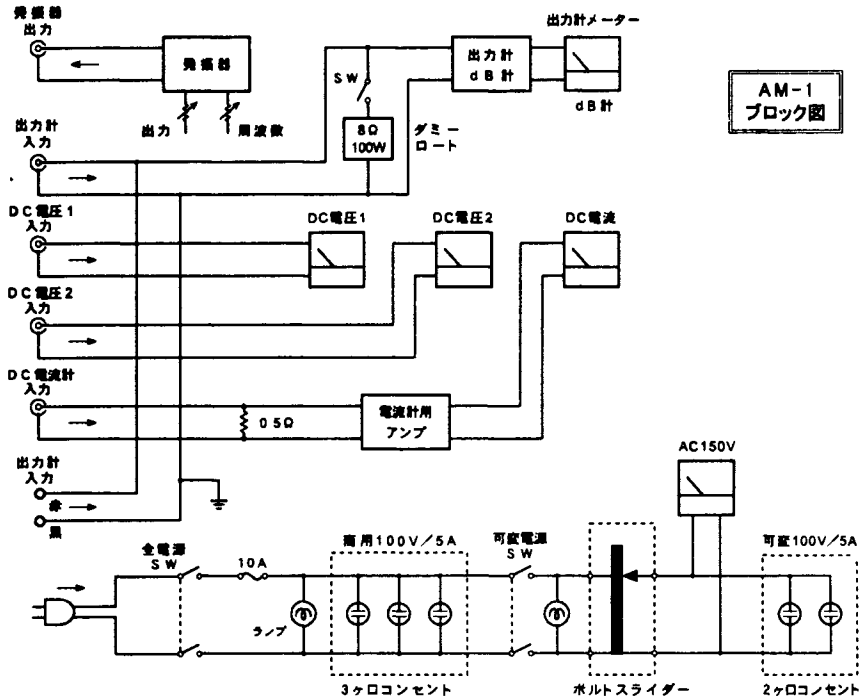 発振器
出力
発振器
出力
周波数
出力計
入力
SW
8Ω
100W
ダミー
ロート
出力計
dB計
出力計メーター
dB計
AM-1
ブロック図
DC電圧1
入力
DC電圧1
DC電圧2
DC電流
DC電圧2
入力
DC電流計
入力
05Ω
電流計用
アンプ
出力計
入力
赤
黒
AC150V
全電源
SW
10A
ランプ
商用100V/5A
3ヶ口コンセント
可変電源
SW
ボルトスライダー
可変100V/5A
2ヶ口コンセント